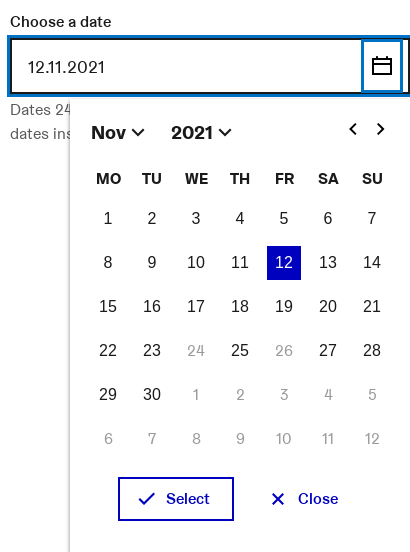 Choose a date
12.11.2021
Dates 24
dates ins
Nov 2021
MO TU WE TH FR SA SU
1 2 3 4 5 6 7
8 9 10 11 12 13 14
15 16 17 18 19 20 21
22 23 24 25 26 27 28
29 30 1 2 3 4 5
6 7 8 9 10 11 12
Select Close